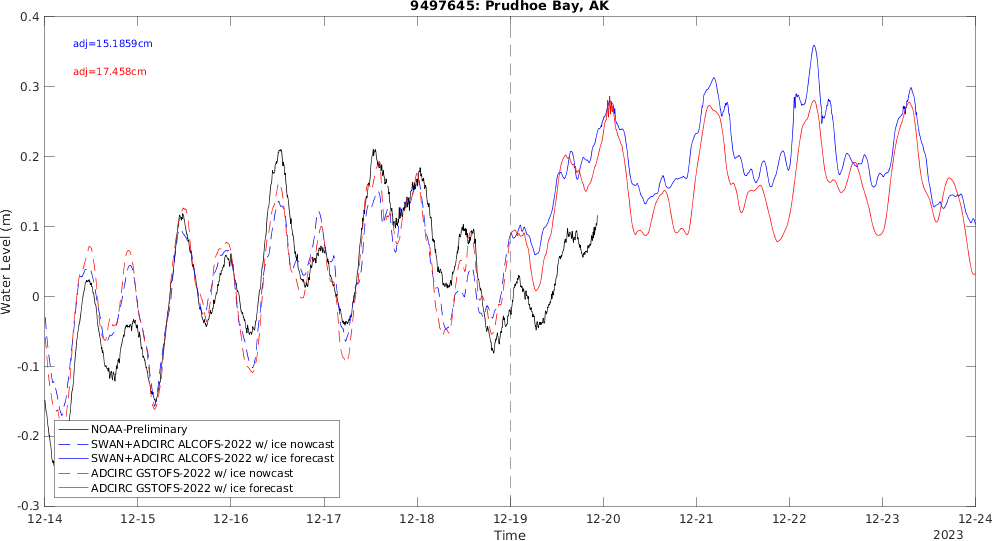 9497645: Prudhoe Bay, AK
adj=15.1859cm
adj=17.458cm
0.4
0.3
0.2
0.1
0
-0.1
-0.2
-0.3
Water Level (m)
NOAA-Preliminary
SWAN+ADCIRC ALCOFS-2022 w/ ice nowcast
SWAN+ADCIRC ALCOFS-2022 w/ ice forecast
ADCIRC GSTOFS-2022 w/ ice nowcast
ADCIRC GSTOFS-2022 w/ ice forecast
12-14 12-15 12-16 12-17 12-18 12-19 12-20 12-21 12-22 12-23 12-24
Time
2023